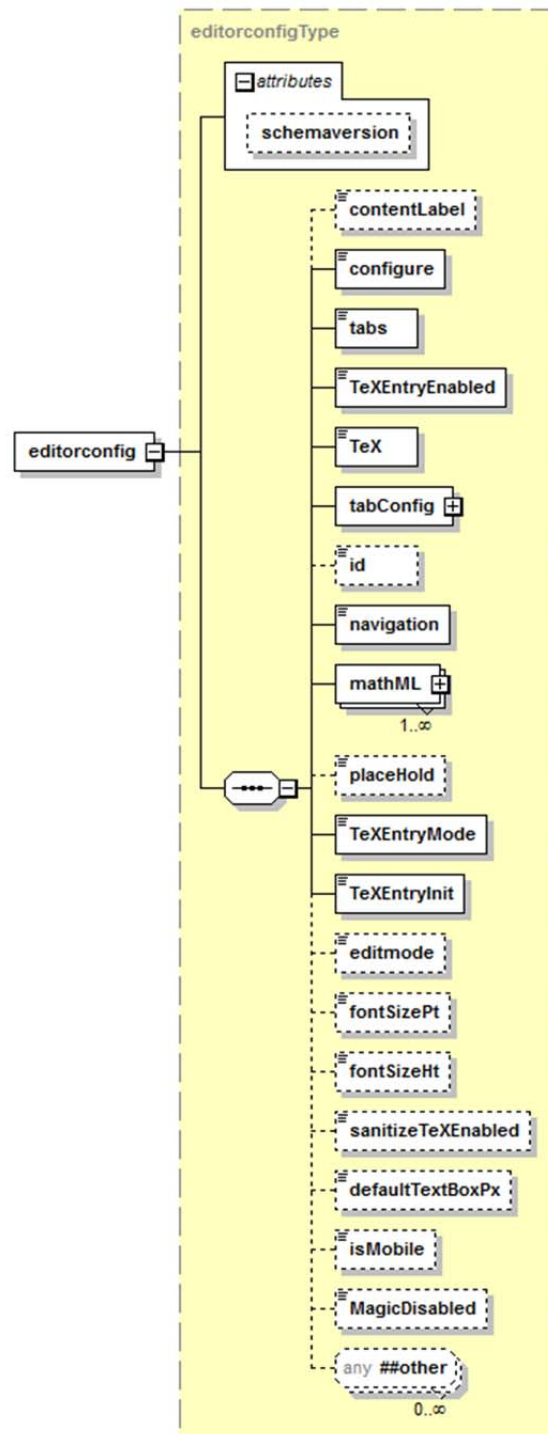 editorconfigType
attributes
schemaversion
contentLabel
configure
tabs
TeXEntryEnabled
editorconfig
TeX
tabConfig
id
navigation
mathML
1..∞
placeHold
TeXEntryMode
TeXEntryInit
editmode
fontSizePt
fontSizeHt
sanitizeTeXEnabled
defaultTextBoxPx
isMobile
MagicDisabled
any ##other
0..∞